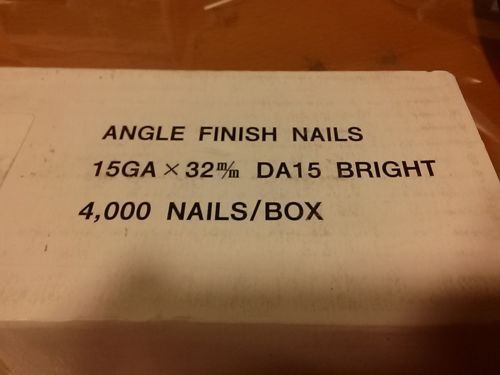 ANGLE FINISH NAILS
15GA×32m/m DA15 BRIGHT
4,000 NAILS/BOX